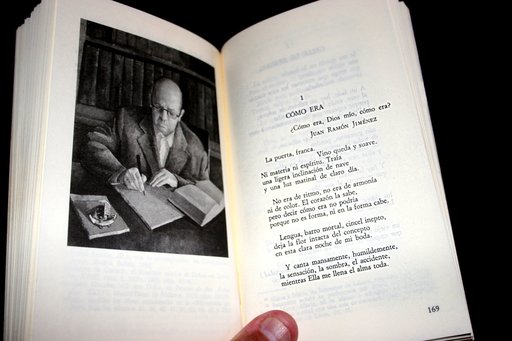 1
CÓMO ERA
¿Cómo era, Dios mío, cómo era?
JUAN RAMÓN JIMÉNEZ
La puerta, franca.
Vino queda y suave.
Ni materia ni espíritu. Traía
una ligera inclinación de nave
y una luz matinal de claro día.
No era de ritmo, no era de armonía
ni de color. El corazón la sabe,
pero decir cómo era no podría
porque no es forma, ni en la forma cabe.
Lengua, barro mortal, cincel inepto,
deja la flor intacta del concepto
en esta clara noche de mi boda.
Y canta mansamente, humildemente,
la sensación, la sombra, el accidente,
mientras Ella me llena el alma toda.
169